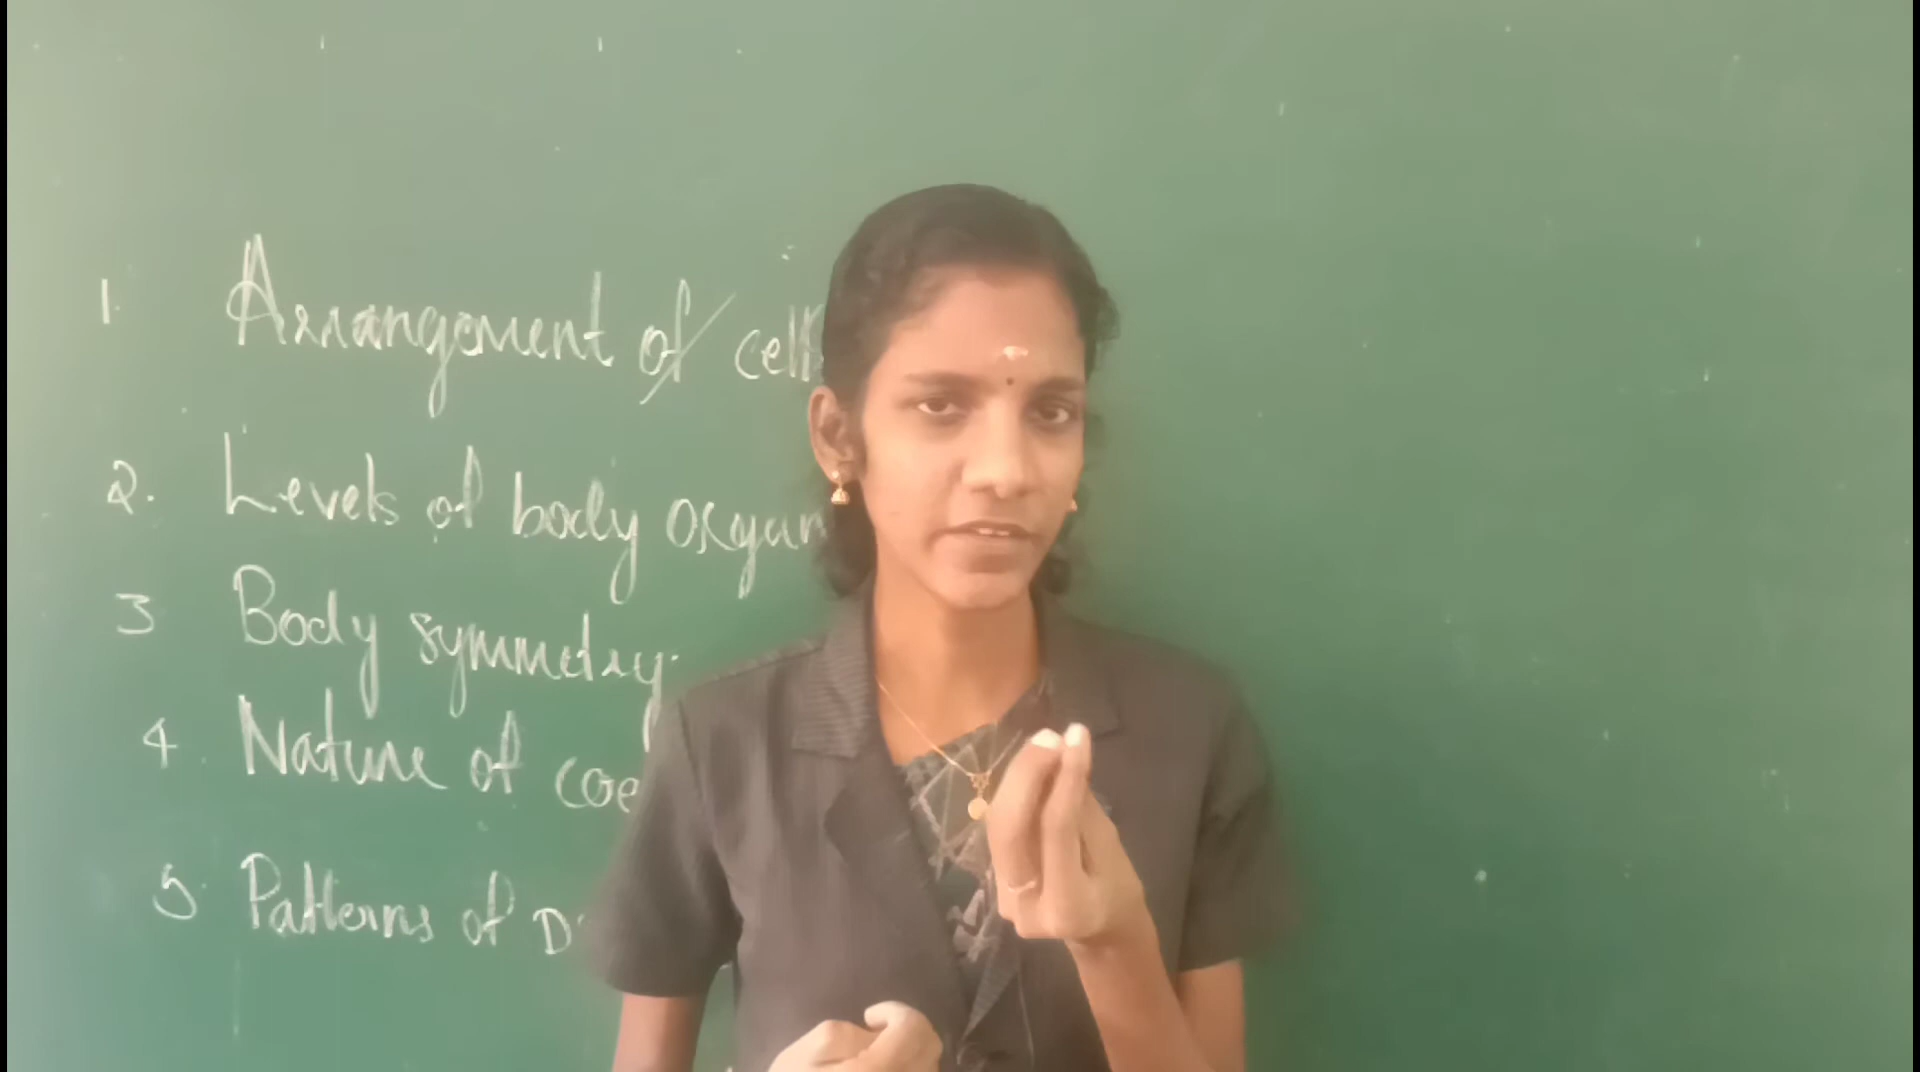 1. Arrangement of cell
2. Levels of body organ
3 Body symmetry.
4. Nature of coe
5. Patterns of D